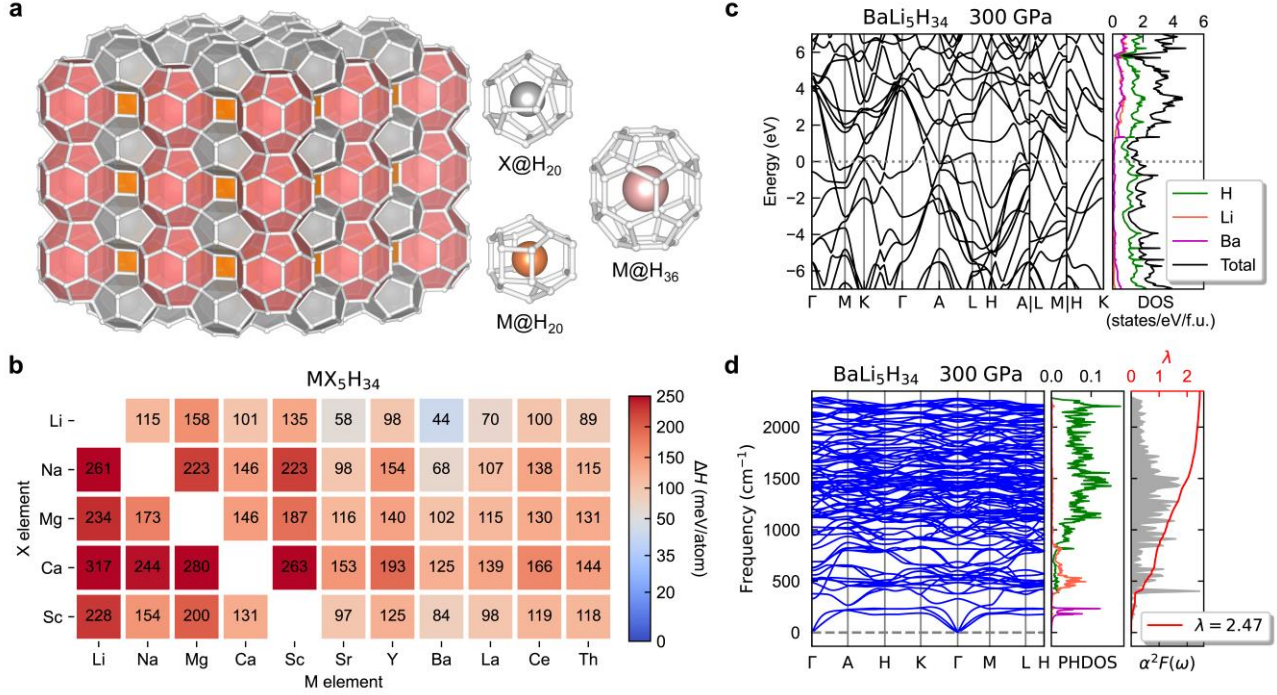 a
X@H20
M@H20
M@H36
b
MX5H34
X element
Li 115 158 101 135 58 98 44 70 100 89
Na 261 223 146 223 98 154 68 107 138 115
Mg 234 173 146 187 116 140 102 115 130 131
Ca 317 244 280 263 153 193 125 139 166 144
Sc 228 154 200 131 97 125 84 98 119 118
Li Na Mg Ca Sc Sr Y Ba La Ce Th
M element
250
200
150
100
50
35
20
0
ΔH (meV/atom)
c
BaLi5H34 300 GPa
0 2 4 6
Energy (eV)
6
4
2
0
−2
−4
−6
Γ M K Γ A L H A|L M|H K
H
Li
Ba
Total
DOS
(states/eV/f.u.)
d
BaLi5H34 300 GPa
λ
0.0 0.1
0 1 2
Frequency (cm−1)
2000
1500
1000
500
0
Γ A H K Γ M L H
PHDOS
α2F(ω)
λ = 2.47